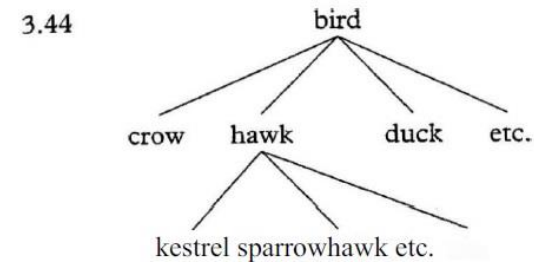 3.44 bird
crow hawk duck etc.
kestrel sparrowhawk etc.